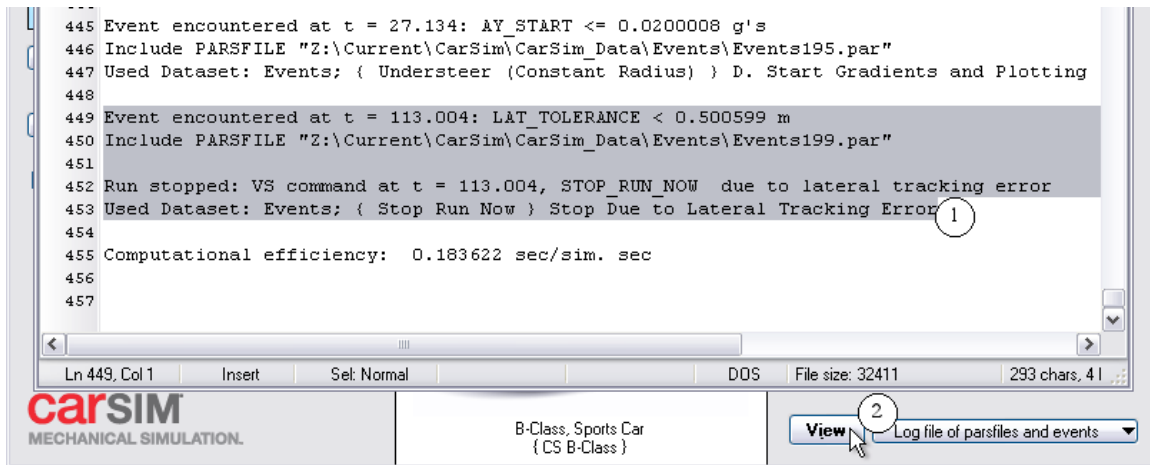 445 Event encountered at t = 27.134: AY_START <= 0.0200008 g's
446 Include PARSFILE "Z:\Current\CarSim\CarSim_Data\Events\Events195.par"
447 Used Dataset: Events; { Understeer (Constant Radius) } D. Start Gradients and Plotting
448
449 Event encountered at t = 113.004: LAT_TOLERANCE < 0.500599 m
450 Include PARSFILE "Z:\Current\CarSim\CarSim_Data\Events\Events199.par"
451
452 Run stopped: VS command at t = 113.004, STOP_RUN_NOW  due to lateral tracking error
453 Used Dataset: Events; { Stop Run Now } Stop Due to Lateral Tracking Error
1
454
455 Computational efficiency:  0.183622 sec/sim. sec
456
457
Ln 449, Col 1 Insert Sel: Normal DOS File size: 32411 293 chars, 4 l
carSIM
MECHANICAL SIMULATION.
B-Class, Sports Car
{ CS B-Class }
2
View Log file of parsfiles and events